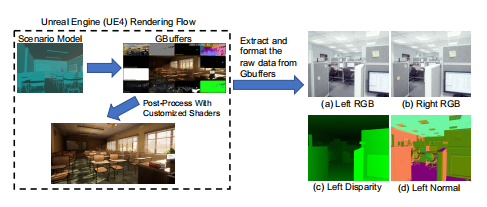 Unreal Engine (UE4) Rendering Flow
Scenario Model
GBuffers
Post-Process With
Customized Shaders
Extract and
format the
raw data from
Gbuffers
(a) Left RGB
(b) Right RGB
(c) Left Disparity
(d) Left Normal